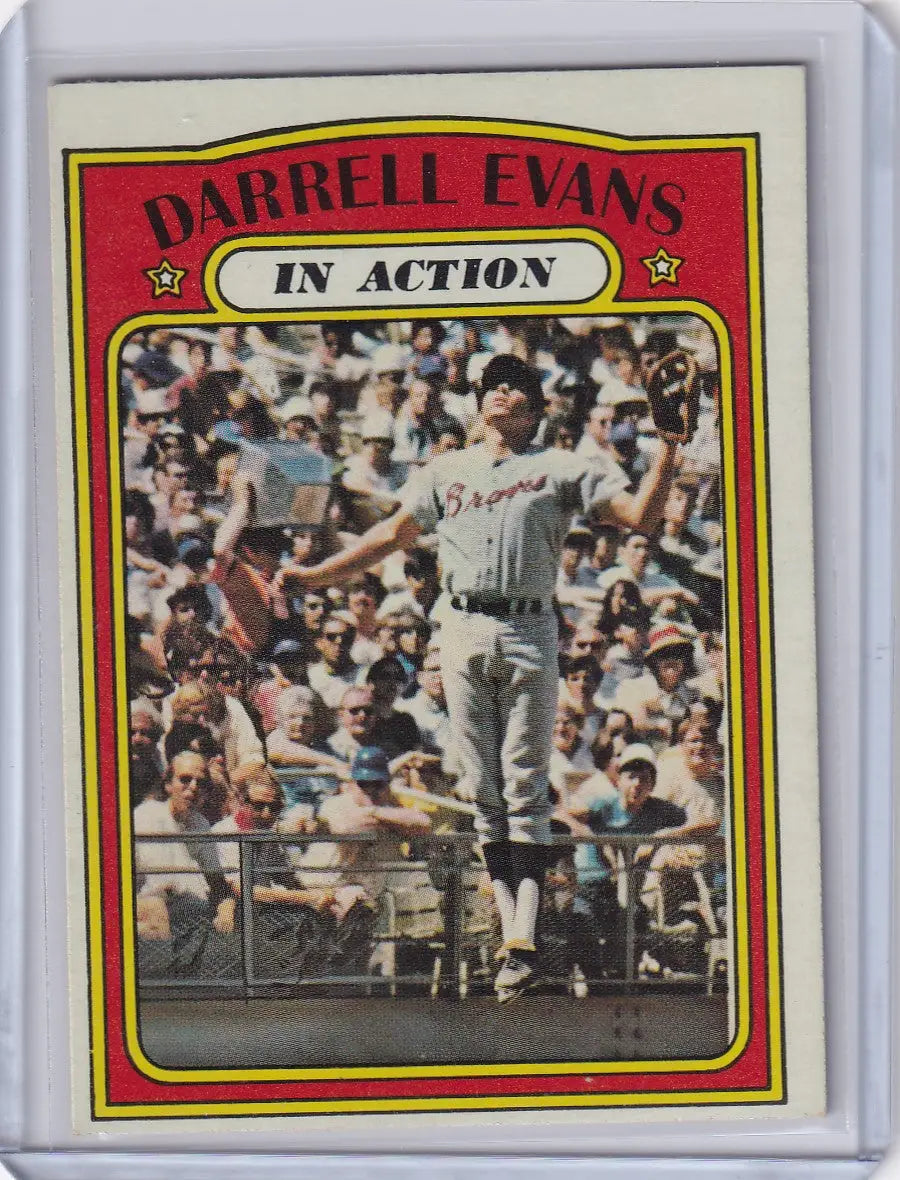 DARRELL EVANS
IN ACTION
Braves